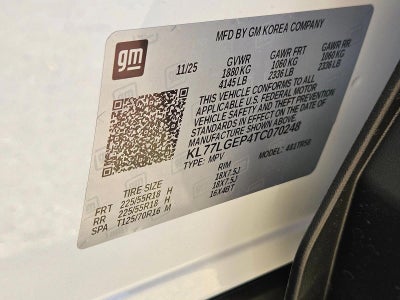 gm
MFD BY GM KOREA COMPANY
11/25 GVWR GAWR FRT GAWR RR
1880 KG 1060 KG 1060 KG
4145 LB 2336 LB 2336 LB
THIS VEHICLE CONFORMS TO ALL
APPLICABLE U.S. FEDERAL MOTOR
VEHICLE SAFETY AND THEFT PREVENTION
STANDARDS IN EFFECT ON THE DATE OF
MANUFACTURE SHOWN ABOVE
KL77LGEP4TC070248
TYPE: MPV MODEL: 4S1TR58
TIRE SIZE RIM
FRT 225/55R18 H 18X7.5J
RR 225/55R18 H 18X7.5J
SPA T125/70R16 M 16X4BT